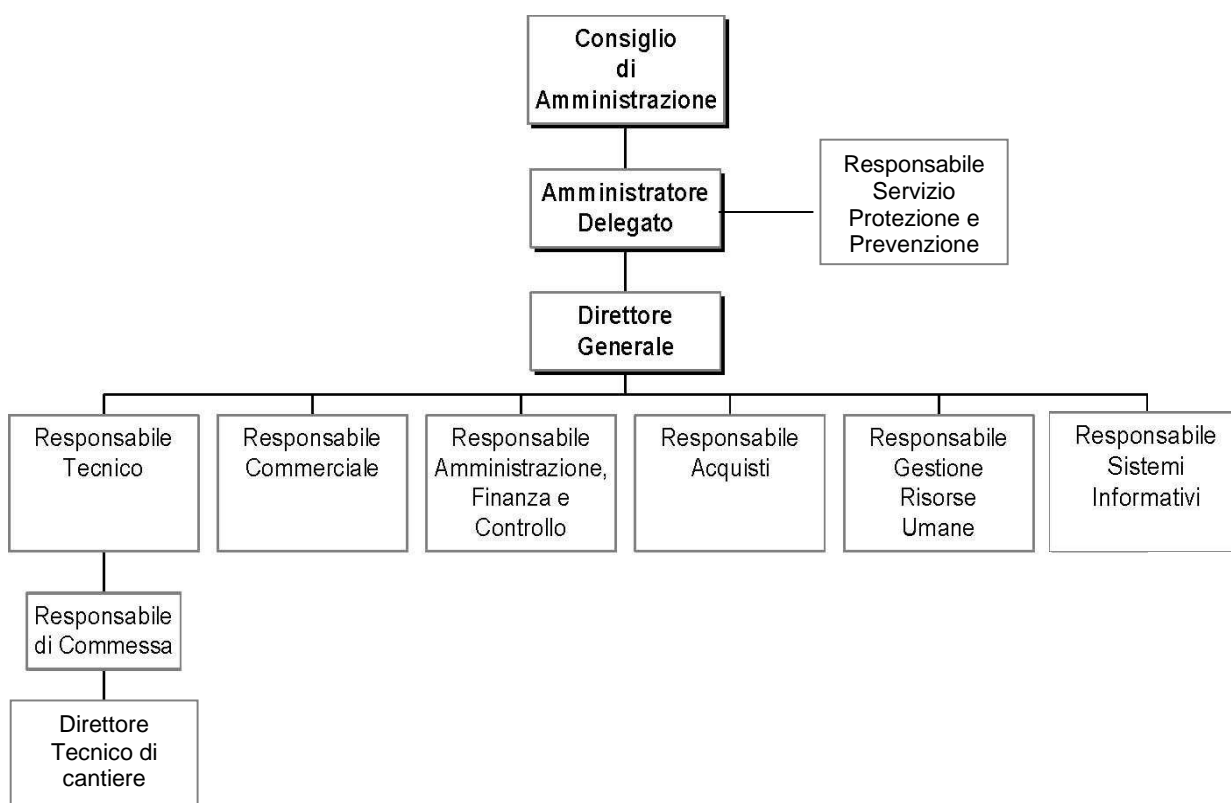 Consiglio
di
Amministrazione
Amministratore
Delegato
Responsabile
Servizio
Protezione e
Prevenzione
Direttore
Generale
Responsabile
Tecnico
Responsabile
Commerciale
Responsabile
Amministrazione,
Finanza e
Controllo
Responsabile
Acquisti
Responsabile
Gestione
Risorse
Umane
Responsabile
Sistemi
Informativi
Responsabile
di Commessa
Direttore
Tecnico di
cantiere